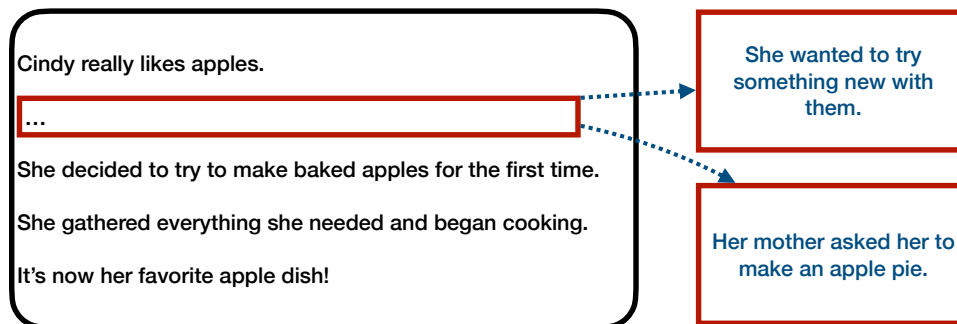 Cindy really likes apples.
...
She decided to try to make baked apples for the first time.
She gathered everything she needed and began cooking.
It's now her favorite apple dish!
She wanted to try
something new with
them.
Her mother asked her to
make an apple pie.